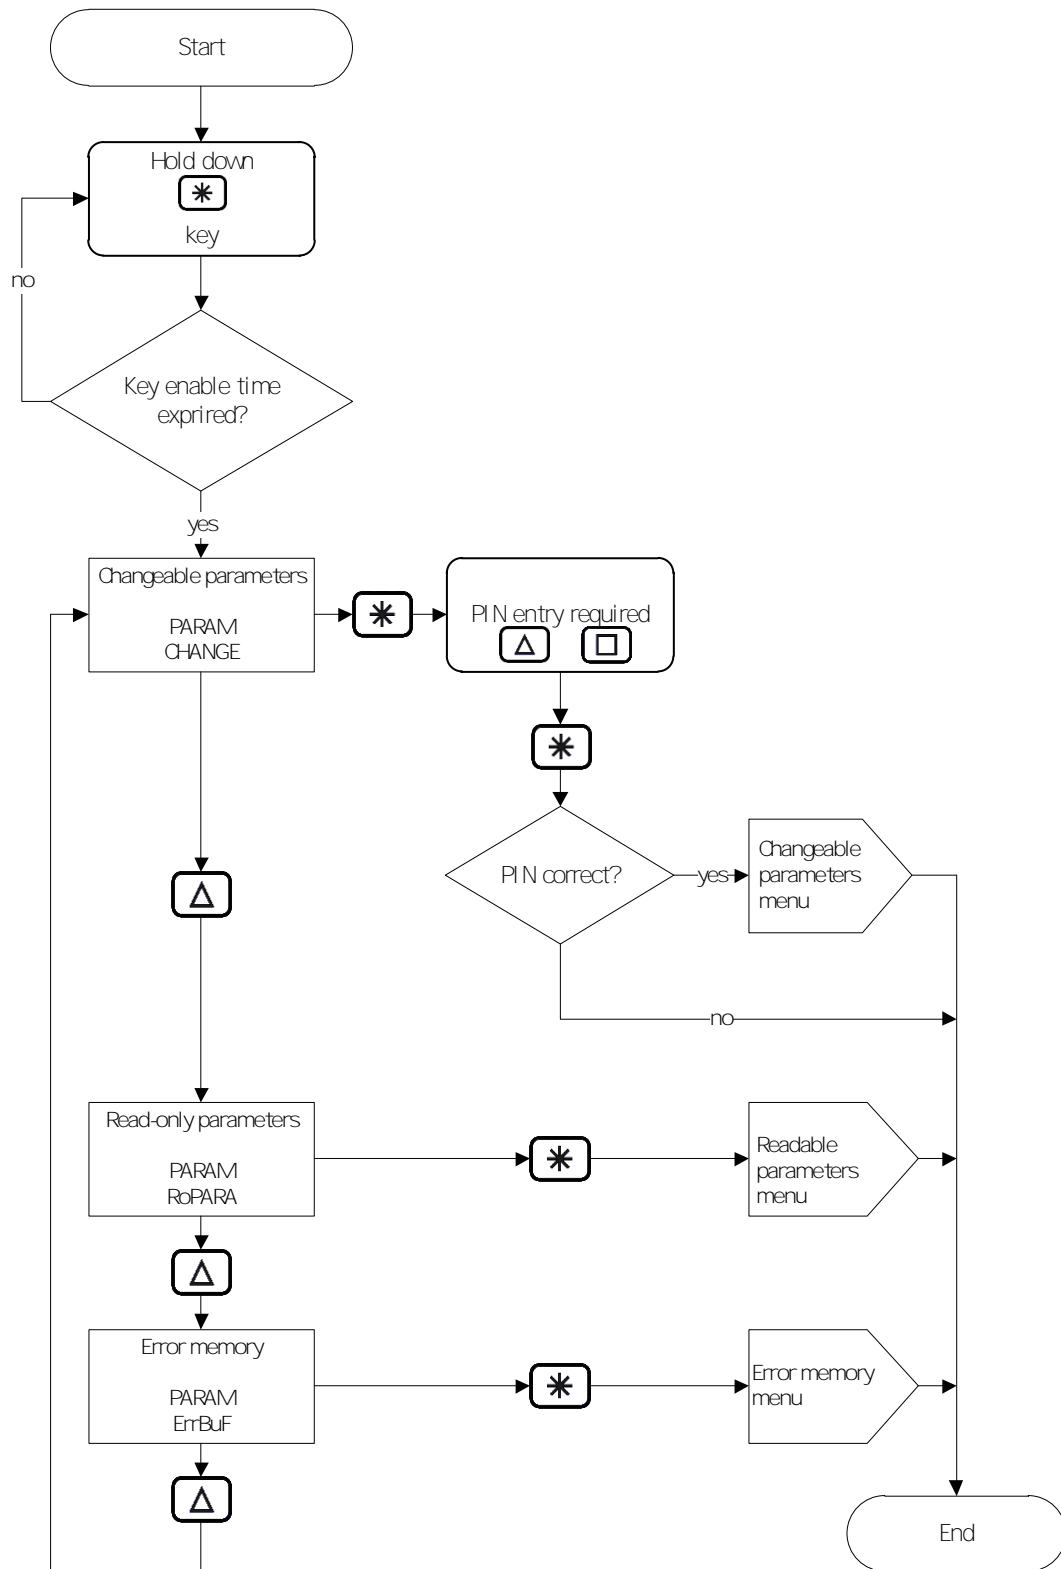 Start
Hold down
key
no
Key enable time
exprired?
yes
Changeable parameters
PARAM
CHANGE
PIN entry required
PIN correct?
yes
Changeable
parameters
menu
no
Read-only parameters
PARAM
RoPARA
Readable
parameters
menu
Error memory
PARAM
ErrBuF
Error memory
menu
End